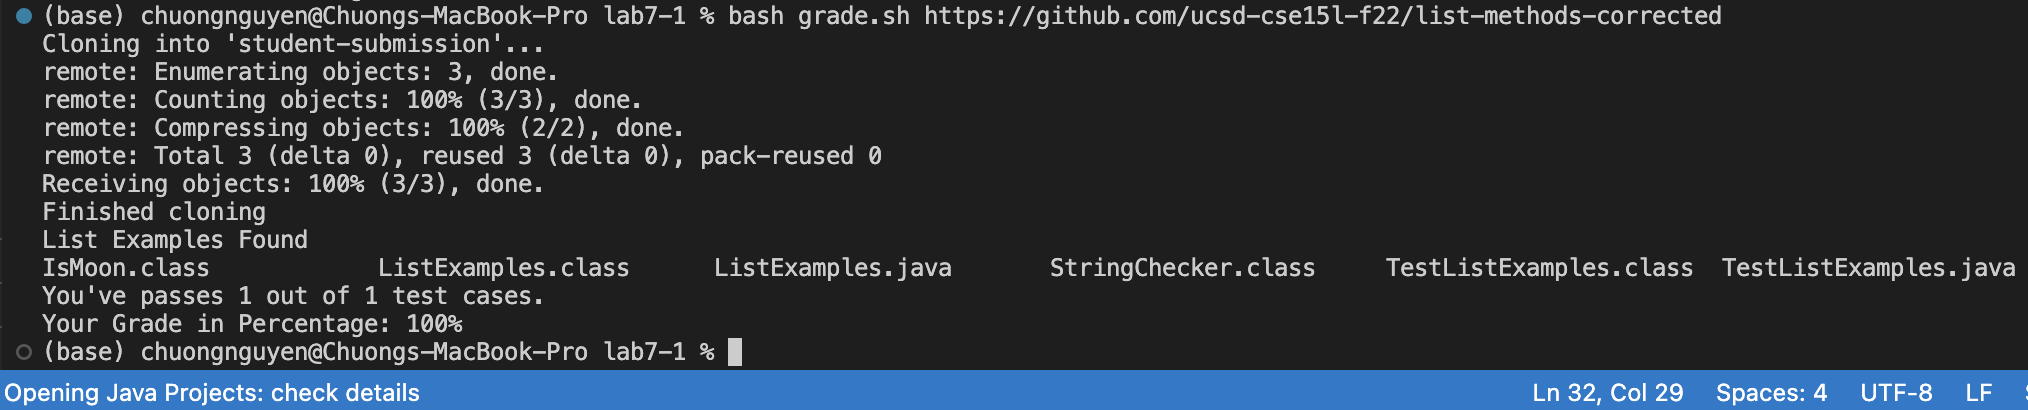 (base) chuongnguyen@Chuongs-MacBook-Pro lab7-1 % bash grade.sh https://github.com/ucsd-cse15l-f22/list-methods-corrected
Cloning into 'student-submission'...
remote: Enumerating objects: 3, done.
remote: Counting objects: 100% (3/3), done.
remote: Compressing objects: 100% (2/2), done.
remote: Total 3 (delta 0), reused 3 (delta 0), pack-reused 0
Receiving objects: 100% (3/3), done.
Finished cloning
List Examples Found
IsMoon.class ListExamples.class ListExamples.java StringChecker.class TestListExamples.class TestListExamples.java
You've passes 1 out of 1 test cases.
Your Grade in Percentage: 100%
(base) chuongnguyen@Chuongs-MacBook-Pro lab7-1 %
Opening Java Projects: check details Ln 32, Col 29 Spaces: 4 UTF-8 LF